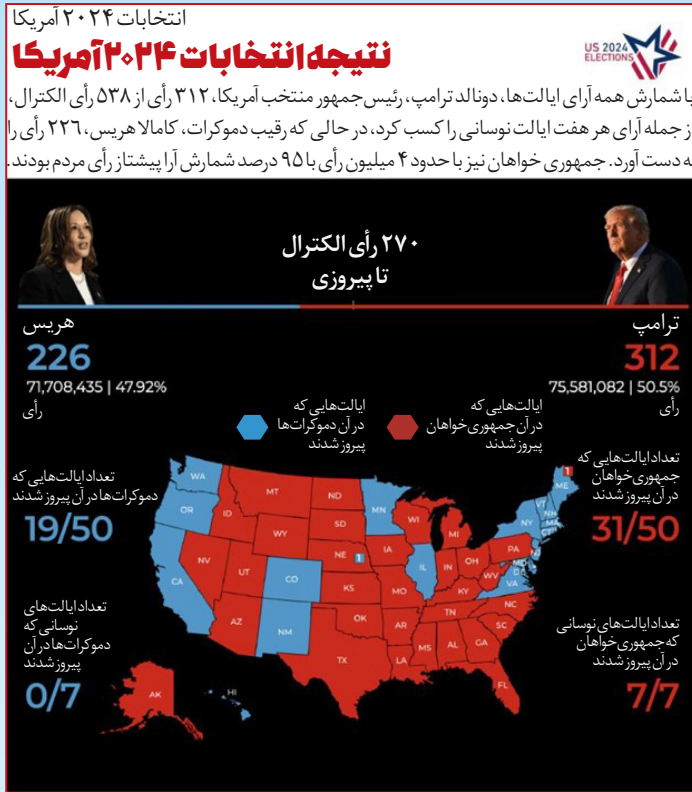 انتخابات ۲۰۲۴ آمریکا
نتیجه انتخابات ۲۰۲۴ آمریکا
US 2024
ELECTIONS
با شمارش همه آرای ایالت‌ها، دونالد ترامپ، رئیس‌جمهور منتخب آمریکا، ۳۱۲ رأی از ۵۳۸ رأی الکترال،
از جمله آرای هر هفت ایالت نوسانی را کسب کرد، در حالی که رقیب دموکرات، کامالا هریس، ۲۲۶ رأی را
به دست آورد. جمهوری خواهان نیز با حدود ۴ میلیون رأی با ۹۵ درصد شمارش آرا پیشتاز رأی مردم بودند.
۲۷۰ رأی الکترال
تا پیروزی
ترامپ
312
75,581,082 | 50.5%
رأی
هریس
226
71,708,435 | 47.92%
رأی
ایالت‌هایی که
در آن جمهوری‌خواهان
پیروز شدند
ایالت‌هایی که
در آن دموکرات‌ها
پیروز شدند
تعداد ایالت‌هایی که
جمهوری‌خواهان
در آن پیروز شدند
31/50
تعداد ایالت‌هایی که
دموکرات‌ها در آن پیروز شدند
19/50
تعداد ایالت‌های نوسانی
که جمهوری‌خواهان
در آن پیروز شدند
7/7
تعداد ایالت‌های
نوسانی که
دموکرات‌ها در آن
پیروز شدند
0/7
WA
MT
ND
MN
ME
1
OR
ID
SD
WI
MI
NY
VT
NH
MA
WY
NE
1
IA
PA
NJ
NV
UT
CO
KS
MO
IL
IN
OH
WV
VA
MD
CA
AZ
NM
OK
AR
KY
TN
NC
SC
TX
LA
MS
AL
GA
FL
AK
HI